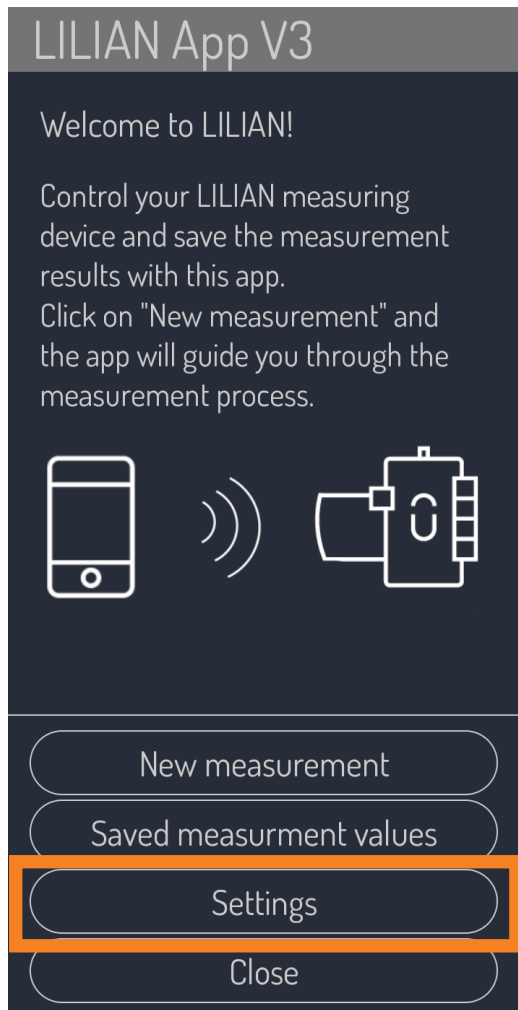 LILIAN App V3
Welcome to LILIAN!
Control your LILIAN measuring
device and save the measurement
results with this app.
Click on "New measurement" and
the app will guide you through the
measurement process.
New measurement
Saved measurment values
Settings
Close